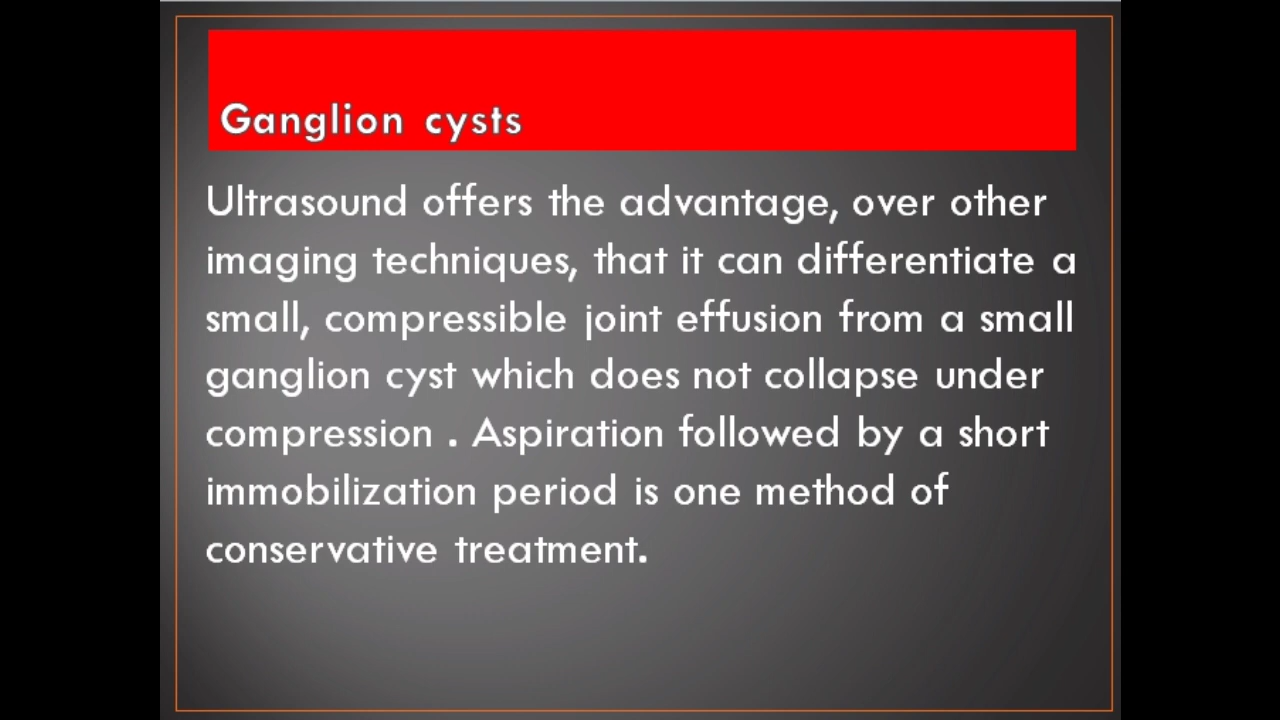 Ganglion cysts
Ultrasound offers the advantage, over other
imaging techniques, that it can differentiate a
small, compressible joint effusion from a small
ganglion cyst which does not collapse under
compression . Aspiration followed by a short
immobilization period is one method of
conservative treatment.